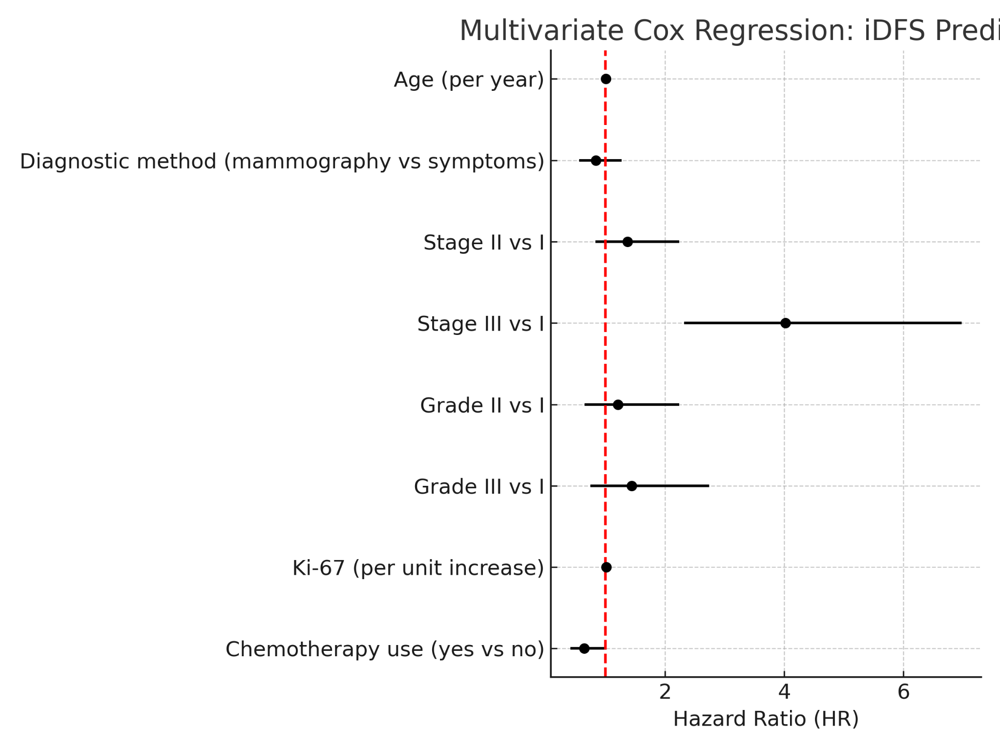 Multivariate Cox Regression: iDFS Predi
Age (per year)
Diagnostic method (mammography vs symptoms)
Stage II vs I
Stage III vs I
Grade II vs I
Grade III vs I
Ki-67 (per unit increase)
Chemotherapy use (yes vs no)
2 4 6
Hazard Ratio (HR)